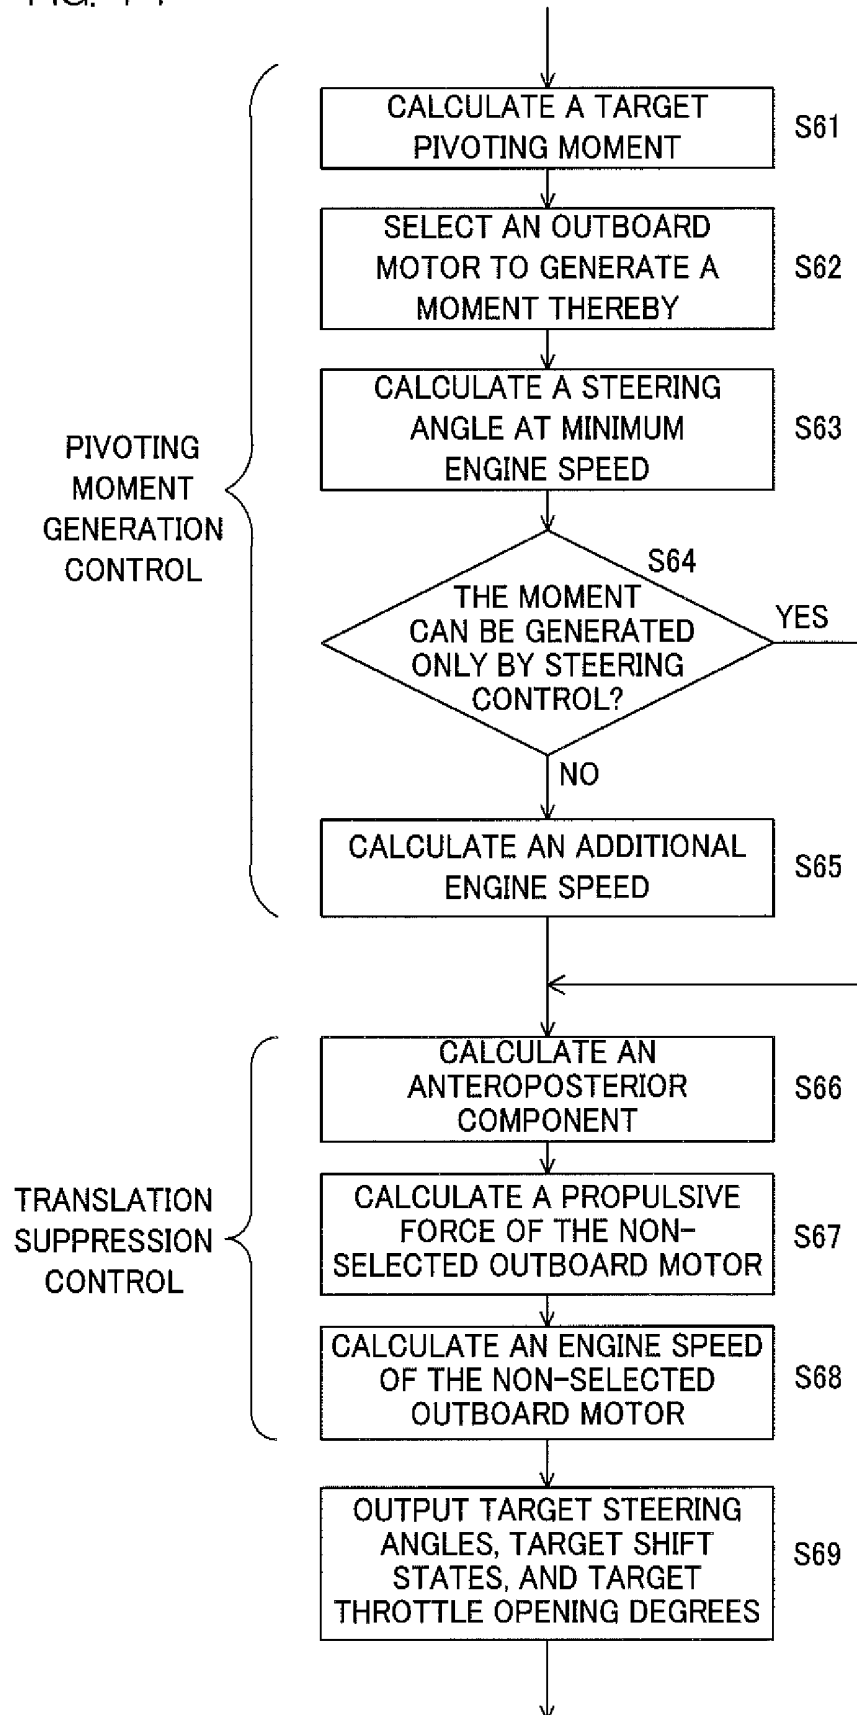 CALCULATE A TARGET
PIVOTING MOMENT
S61
SELECT AN OUTBOARD
MOTOR TO GENERATE A
MOMENT THEREBY
S62
CALCULATE A STEERING
ANGLE AT MINIMUM
ENGINE SPEED
S63
PIVOTING
MOMENT
GENERATION
CONTROL
S64
THE MOMENT
CAN BE GENERATED
ONLY BY STEERING
CONTROL?
YES
NO
CALCULATE AN ADDITIONAL
ENGINE SPEED
S65
CALCULATE AN
ANTEROPOSTERIOR
COMPONENT
S66
TRANSLATION
SUPPRESSION
CONTROL
CALCULATE A PROPULSIVE
FORCE OF THE NON-
SELECTED OUTBOARD MOTOR
S67
CALCULATE AN ENGINE SPEED
OF THE NON-SELECTED
OUTBOARD MOTOR
S68
OUTPUT TARGET STEERING
ANGLES, TARGET SHIFT
STATES, AND TARGET
THROTTLE OPENING DEGREES
S69